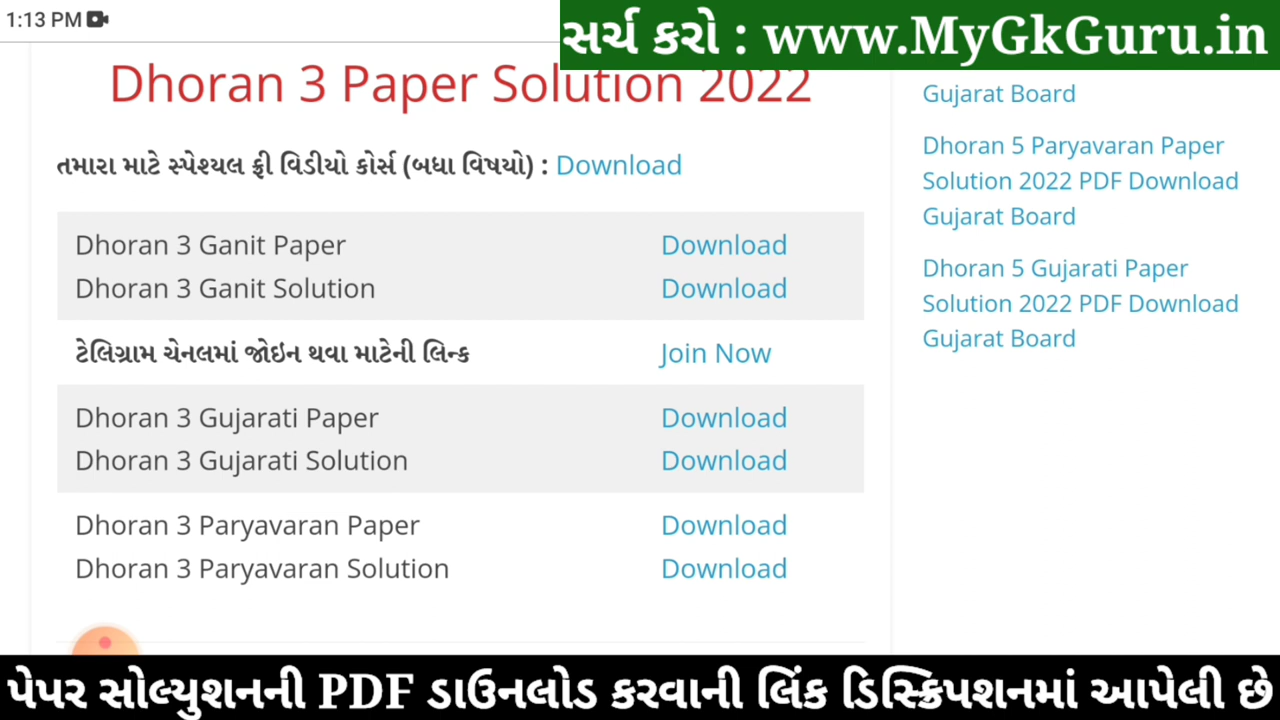 1:13 PM
સર્ચ કરો : www.MyGkGuru.in
Dhoran 3 Paper Solution 2022
તમારા માટે સ્પેશ્યલ ફ્રી વિડીયો કોર્સ (બધા વિષયો) : Download
Dhoran 3 Ganit Paper Download
Dhoran 3 Ganit Solution Download
ટેલિગ્રામ ચેનલમાં જોઇન થવા માટેની લિન્ક Join Now
Dhoran 3 Gujarati Paper Download
Dhoran 3 Gujarati Solution Download
Dhoran 3 Paryavaran Paper Download
Dhoran 3 Paryavaran Solution Download
Gujarat Board
Dhoran 5 Paryavaran Paper
Solution 2022 PDF Download
Gujarat Board
Dhoran 5 Gujarati Paper
Solution 2022 PDF Download
Gujarat Board
પેપર સોલ્યુશનની PDF ડાઉનલોડ કરવાની લિંક ડિસ્ક્રિપશનમાં આપેલી છે